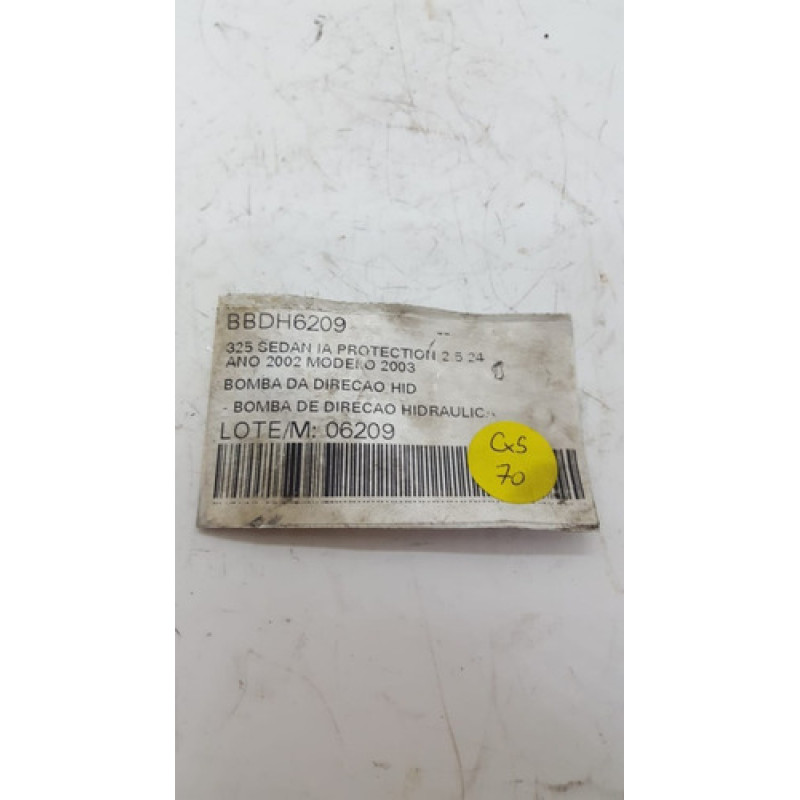 BBDH6209
325 SEDAN IA PROTECTION 2.5 24
ANO 2002 MODELO 2003
BOMBA DA DIRECAO HID
- BOMBA DE DIRECAO HIDRAULIC
LOTE/M: 06209
CxS
70